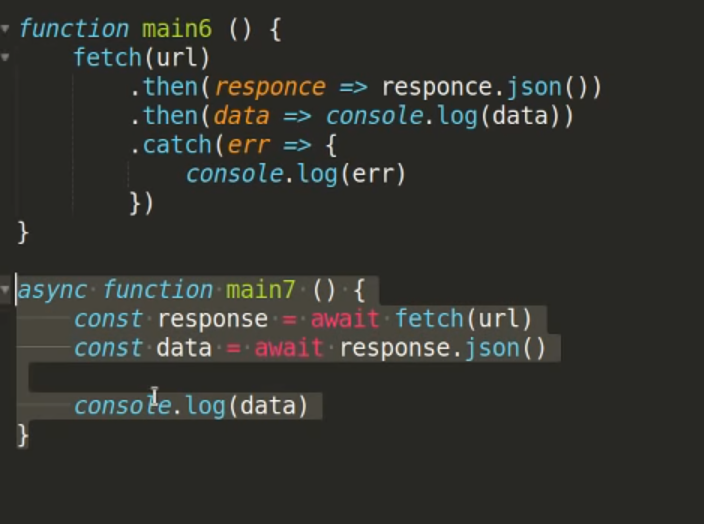 function main6 () {
    fetch(url)
        .then(responce => responce.json())
        .then(data => console.log(data))
        .catch(err => {
            console.log(err)
        })
}
async function main7 () {
    const response = await fetch(url)
    const data = await response.json()
    console.log(data)
}